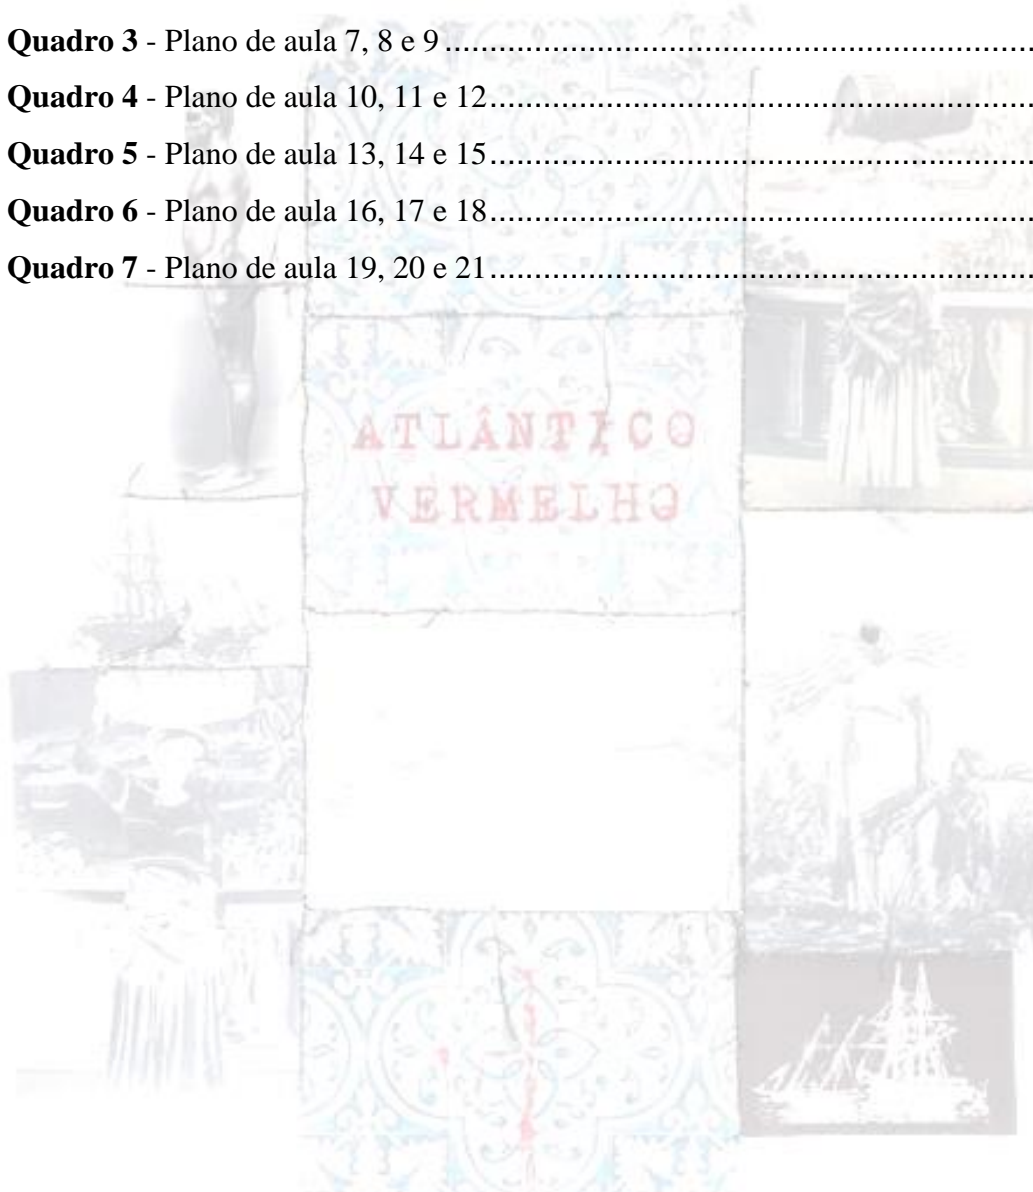 Quadro 3 - Plano de aula 7, 8 e 9
Quadro 4 - Plano de aula 10, 11 e 12
Quadro 5 - Plano de aula 13, 14 e 15
Quadro 6 - Plano de aula 16, 17 e 18
Quadro 7 - Plano de aula 19, 20 e 21
ATLÂNTICO
VERMELHO